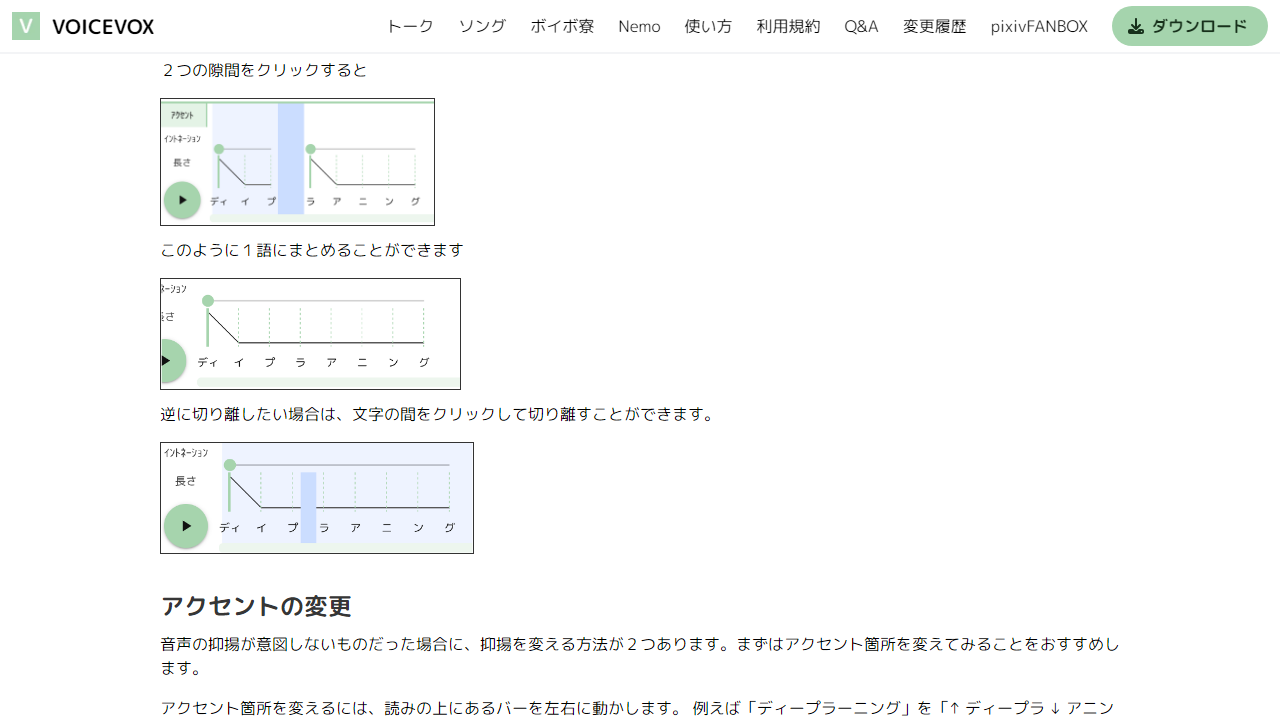 V VOICEVOX トーク ソング ボイボ寮 Nemo 使い方 利用規約 Q&A 変更履歴 pixivFANBOX ダウンロード
２つの隙間をクリックすると
アクセント
イントネーション
長さ
ディ イ プ ラ ア ニ ン グ
このように１語にまとめることができます
ネーション
長さ
ディ イ プ ラ ア ニ ン グ
逆に切り離したい場合は、文字の間をクリックして切り離すことができます。
イントネーション
長さ
ディ イ プ ラ ア ニ ン グ
アクセントの変更
音声の抑揚が意図しないものだった場合に、抑揚を変える方法が２つあります。まずはアクセント箇所を変えてみることをおすすめし
ます。
アクセント箇所を変えるには、読みの上にあるバーを左右に動かします。 例えば「ディープラーニング」を「↑ ディープラ ↓ アニン